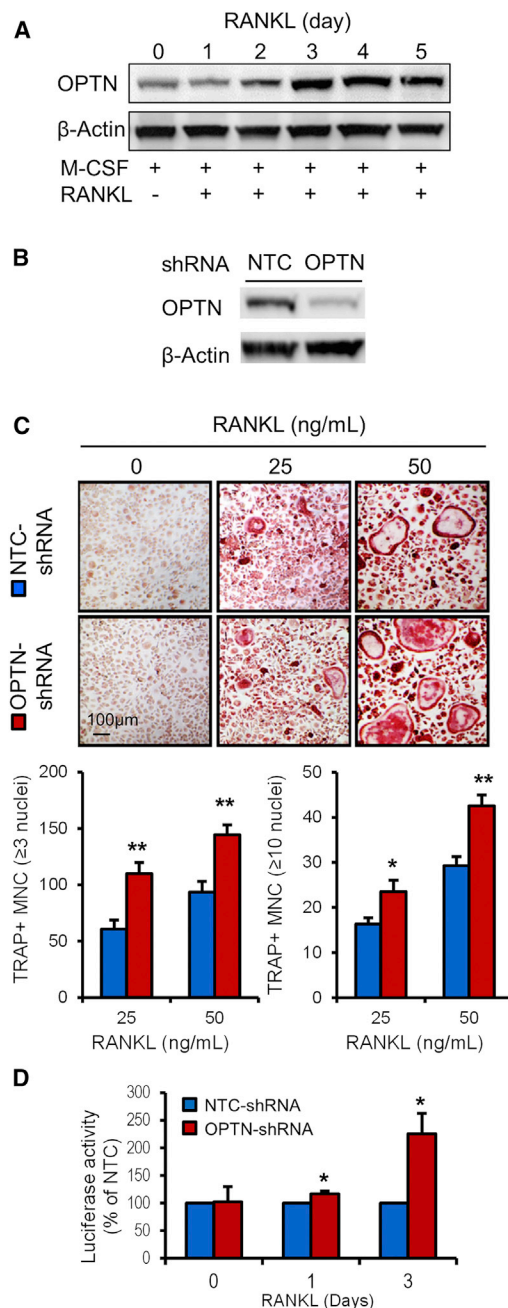 A
RANKL (day)
0 1 2 3 4 5
OPTN
β-Actin
M-CSF + + + + + +
RANKL - + + + + +
B
shRNA NTC OPTN
OPTN
β-Actin
C
RANKL (ng/mL)
0 25 50
NTC-
shRNA
OPTN-
shRNA
100µm
TRAP+ MNC (≥3 nuclei)
200
150
100
50
0
** **
25 50
RANKL (ng/mL)
TRAP+ MNC (≥10 nuclei)
50
40
30
20
10
0
* **
25 50
RANKL (ng/mL)
D
Luciferase activity
(% of NTC)
300
250
200
150
100
50
0
NTC-shRNA
OPTN-shRNA
* *
0 1 3
RANKL (Days)